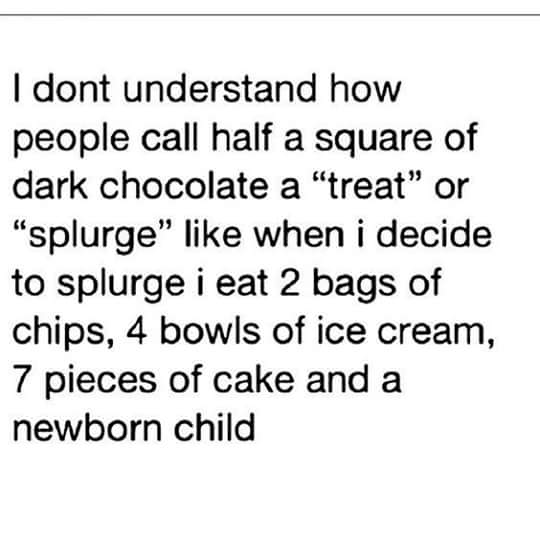 I dont understand how
people call half a square of
dark chocolate a “treat” or
“splurge” like when i decide
to splurge i eat 2 bags of
chips, 4 bowls of ice cream,
7 pieces of cake and a
newborn child